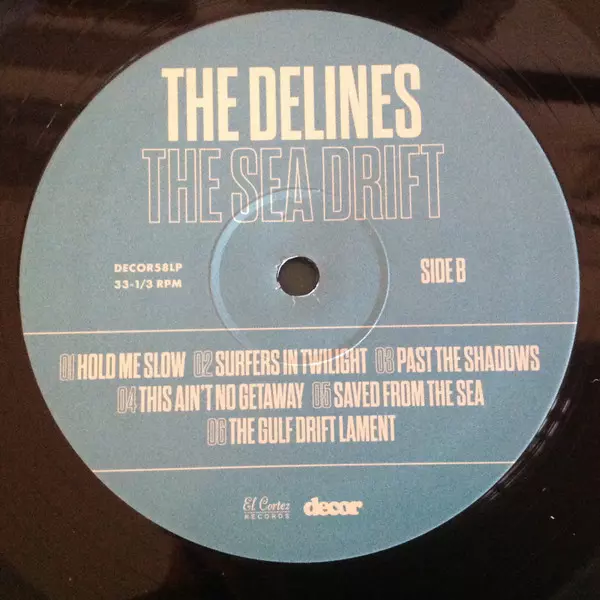 THE DELINES
THE SEA DRIFT
DECOR58LP
33-1/3 RPM
SIDE B
01 HOLD ME SLOW 02 SURFERS IN TWILIGHT 03 PAST THE SHADOWS
04 THIS AIN'T NO GETAWAY 05 SAVED FROM THE SEA
06 THE GULF DRIFT LAMENT
El Cortez
RECORDS
decor